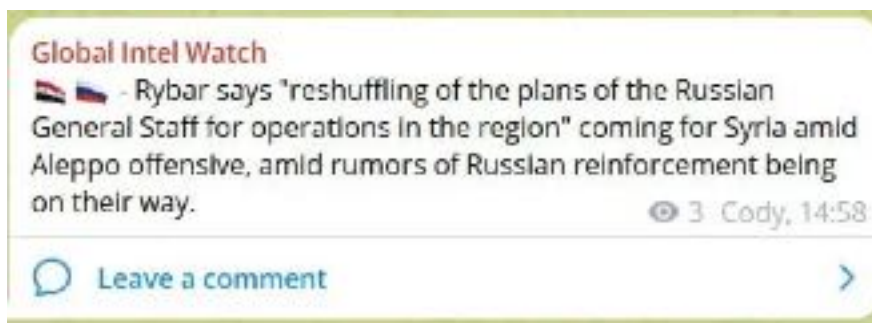 Global Intel Watch
🇸🇾 🇷🇺 - Rybar says "reshuffling of the plans of the Russian
General Staff for operations in the region" coming for Syria amid
Aleppo offensive, amid rumors of Russian reinforcement being
on their way.
3 Cody, 14:58
Leave a comment